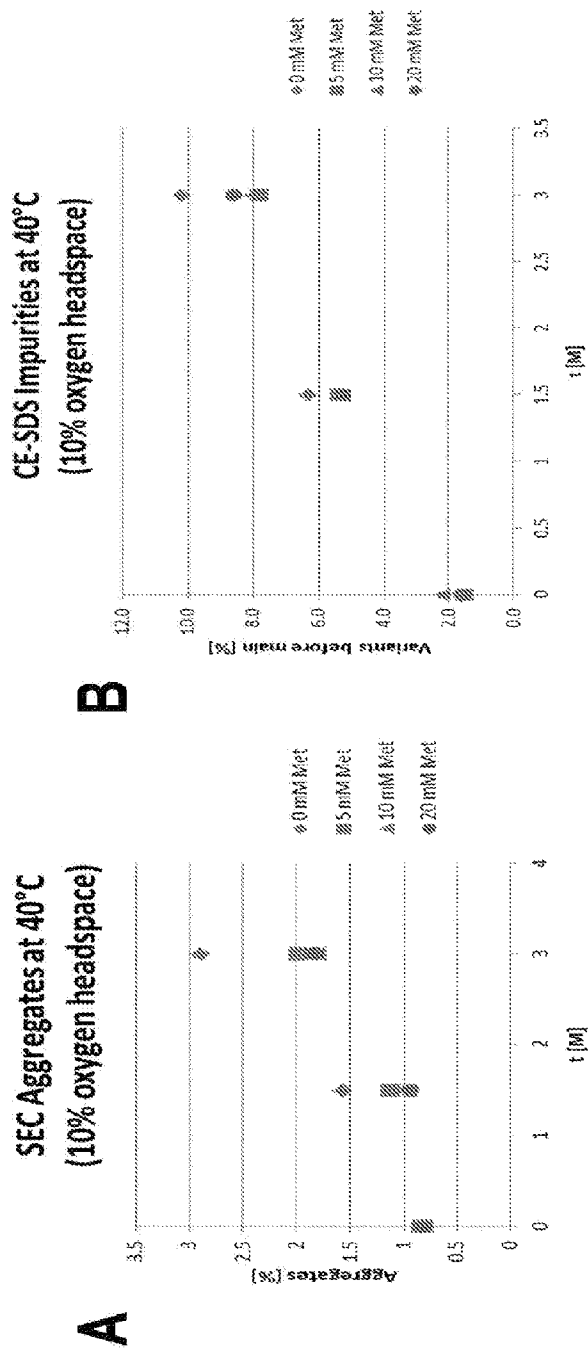 A
SEC Aggregates at 40°C
(10% oxygen headspace)
Aggregates [%]
3.5
3
2.5
2
1.5
1
0.5
0
0
1
2
3
4
t [M]
0 mM Met
5 mM Met
10 mM Met
20 mM Met
B
CE-SDS Impurities at 40°C
(10% oxygen headspace)
Variants before main [%]
12.0
10.0
8.0
6.0
4.0
2.0
0.0
0
0.5
1
1.5
2
2.5
3
3.5
t [M]
0 mM Met
5 mM Met
10 mM Met
20 mM Met